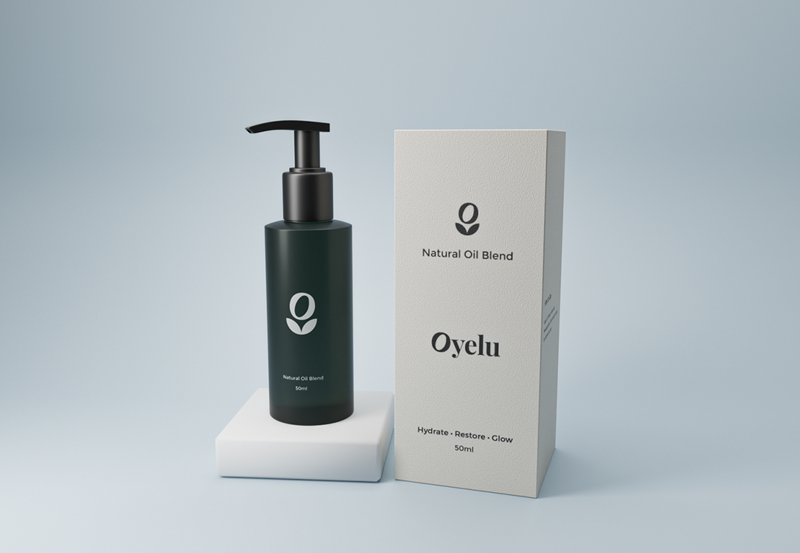 Natural Oil Blend
50ml
Natural Oil Blend
Oyelu
Hydrate • Restore • Glow
50ml